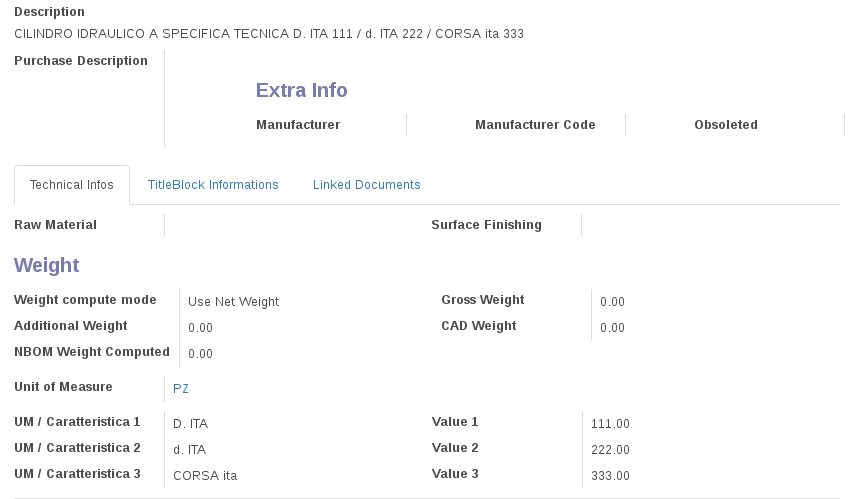 Description
CILINDRO IDRAULICO A SPECIFICA TECNICA D. ITA 111 / d. ITA 222 / CORSA ita 333
Purchase Description
Extra Info
Manufacturer Manufacturer Code Obsoleted
Technical Infos TitleBlock Informations Linked Documents
Raw Material Surface Finishing
Weight
Weight compute mode Use Net Weight Gross Weight 0.00
Additional Weight 0.00 CAD Weight 0.00
NBOM Weight Computed 0.00
Unit of Measure PZ
UM / Caratteristica 1 D. ITA Value 1 111.00
UM / Caratteristica 2 d. ITA Value 2 222.00
UM / Caratteristica 3 CORSA ita Value 3 333.00